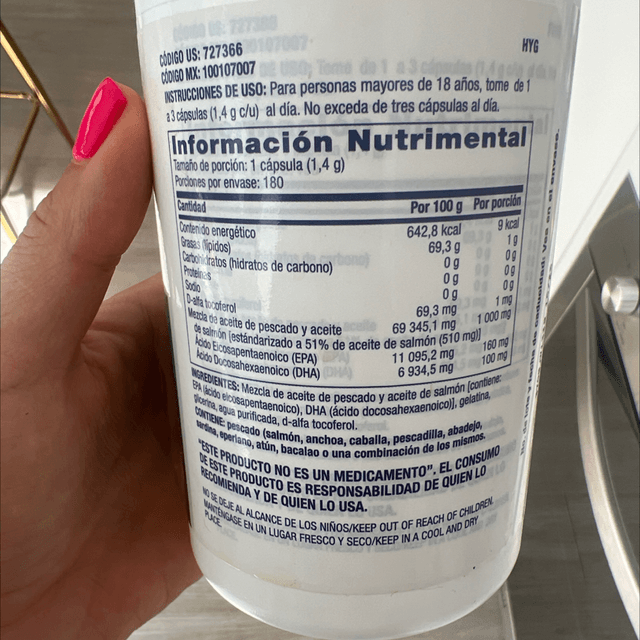 CÓDIGO US: 727366
CÓDIGO MX: 100107007
HYG
INSTRUCCIONES DE USO: Para personas mayores de 18 años, tome de 1
a 3 cápsulas (1,4 g c/u) al día. No exceda de tres cápsulas al día.
Información Nutrimental
Tamaño de porción: 1 cápsula (1,4 g)
Porciones por envase: 180
Cantidad Por 100 g Por porción
Contenido energético 642,8 kcal 9 kcal
Grasas (lípidos) 69,3 g 1 g
Carbohidratos (hidratos de carbono) 0 g 0 g
Proteínas 0 g 0 g
Sodio 0 g 0 g
D-alfa tocoferol 69,3 mg 1 mg
Mezcla de aceite de pescado y aceite 69 345,1 mg 1 000 mg
de salmón [estándarizado a 51% de aceite de salmón (510 mg)]
Ácido Eicosapentaenoico (EPA) 11 095,2 mg 160 mg
Ácido Docosahexaenoico (DHA) 6 934,5 mg 100 mg
INGREDIENTES: Mezcla de aceite de pescado y aceite de salmón [contiene:
EPA (ácido eicosapentaenoico), DHA (ácido docosahexaenoico)], gelatina,
glicerina, agua purificada, d-alfa tocoferol.
CONTIENE: pescado (salmón, anchoa, caballa, pescadilla, abadejo,
sardina, eperlano, atún, bacalao o una combinación de los mismos.
"ESTE PRODUCTO NO ES UN MEDICAMENTO". EL CONSUMO
DE ESTE PRODUCTO ES RESPONSABILIDAD DE QUIEN LO
RECOMIENDA Y DE QUIEN LO USA.
NO SE DEJE AL ALCANCE DE LOS NIÑOS/KEEP OUT OF REACH OF CHILDREN.
MANTÉNGASE EN UN LUGAR FRESCO Y SECO/KEEP IN A COOL AND DRY
PLACE.